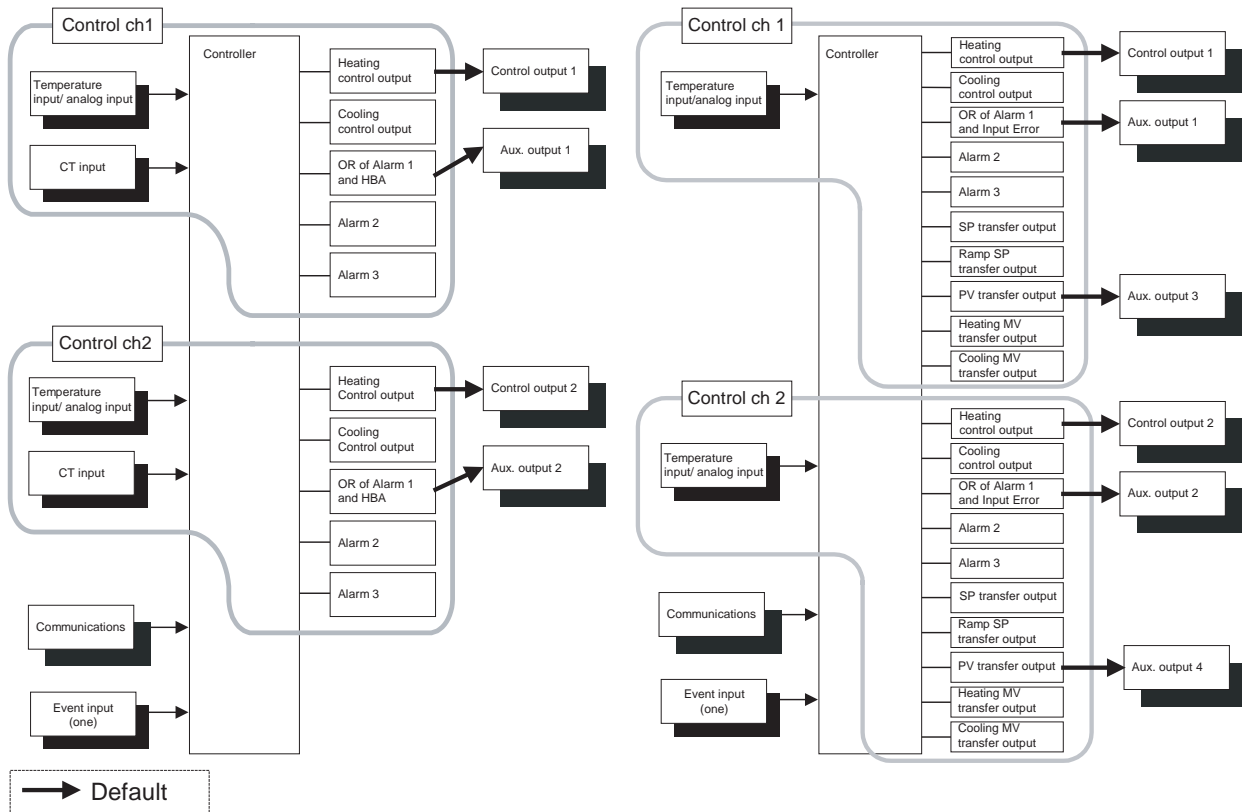 Control ch1
Controller
Temperature
input/ analog input
CT input
Heating
control output
Cooling
control output
OR of Alarm 1
and HBA
Alarm 2
Alarm 3
Control output 1
Aux. output 1
Control ch2
Temperature
input/ analog input
CT input
Heating
Control output
Cooling
Control output
OR of Alarm 1
and HBA
Alarm 2
Alarm 3
Control output 2
Aux. output 2
Communications
Event input
(one)
Default
Control ch 1
Controller
Temperature
input/analog input
Heating
control output
Cooling
control output
OR of Alarm 1
and Input Error
Alarm 2
Alarm 3
SP transfer output
Ramp SP
transfer output
PV transfer output
Heating MV
transfer output
Cooling MV
transfer output
Control output 1
Aux. output 1
Aux. output 3
Control ch 2
Temperature
input/ analog input
Heating
control output
Cooling
control output
OR of Alarm 1
and Input Error
Alarm 2
Alarm 3
SP transfer output
Ramp SP
transfer output
PV transfer output
Heating MV
transfer output
Cooling MV
transfer output
Control output 2
Aux. output 2
Aux. output 4
Communications
Event input
(one)